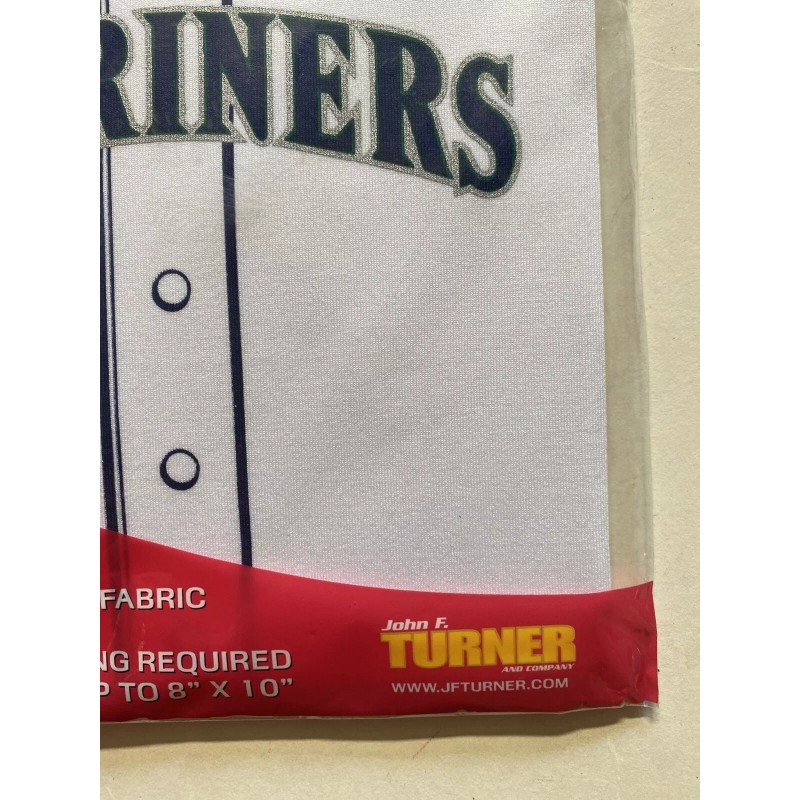 RINERS
FABRIC
NG REQUIRED
P TO 8” X 10”
John F.
TURNER
AND COMPANY
WWW.JFTURNER.COM